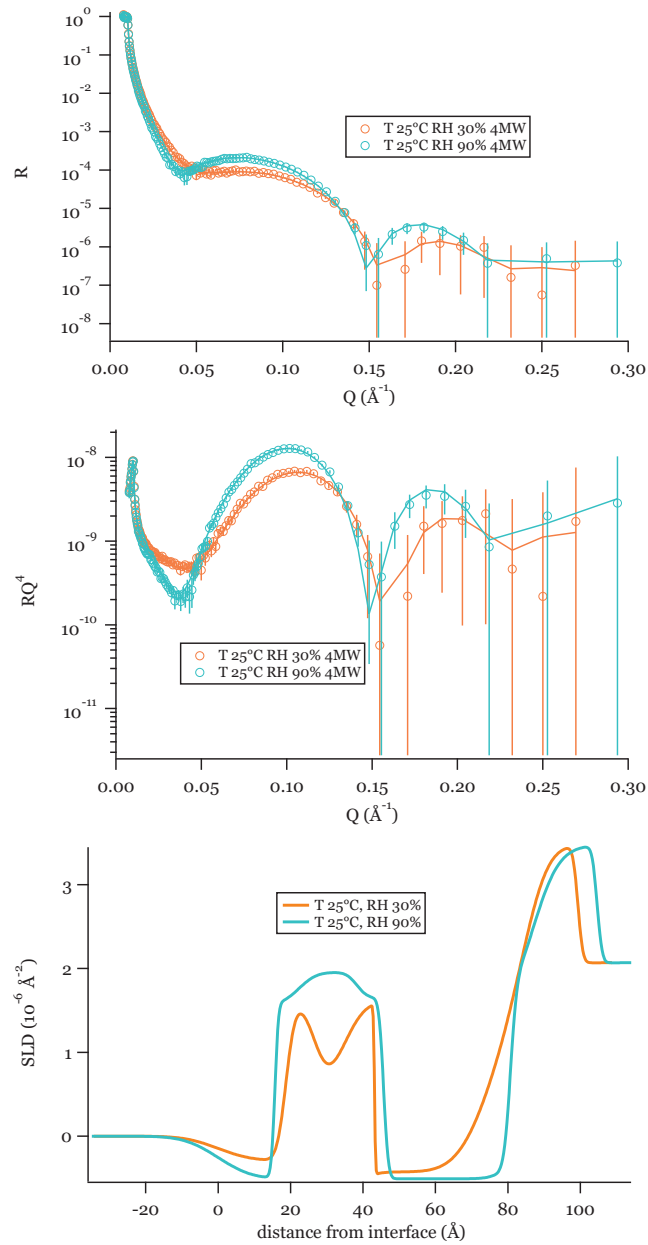 10⁰
10⁻¹
10⁻²
10⁻³
10⁻⁴
10⁻⁵
10⁻⁶
10⁻⁷
10⁻⁸
R
T 25°C RH 30% 4MW
T 25°C RH 90% 4MW
0.00 0.05 0.10 0.15 0.20 0.25 0.30
Q (Å⁻¹)
10⁻⁸
10⁻⁹
10⁻¹⁰
10⁻¹¹
RQ⁴
T 25°C RH 30% 4MW
T 25°C RH 90% 4MW
0.00 0.05 0.10 0.15 0.20 0.25 0.30
Q (Å⁻¹)
3
2
1
0
SLD (10⁻⁶ Å⁻²)
T 25°C, RH 30%
T 25°C, RH 90%
-20 0 20 40 60 80 100
distance from interface (Å)